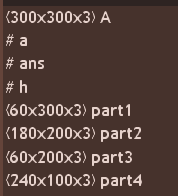 ⟨300x300x3⟩ A
# a
# ans
# h
⟨60x300x3⟩ part1
⟨180x200x3⟩ part2
⟨60x200x3⟩ part3
⟨240x100x3⟩ part4